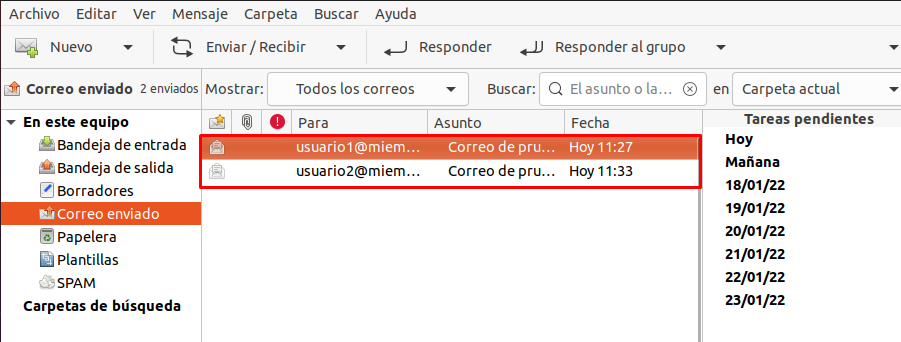 Archivo Editar Ver Mensaje Carpeta Buscar Ayuda
Nuevo Enviar / Recibir Responder Responder al grupo
Correo enviado 2 enviados Mostrar: Todos los correos Buscar: El asunto o la... en Carpeta actual
En este equipo
Bandeja de entrada
Bandeja de salida
Borradores
Correo enviado
Papelera
Plantillas
SPAM
Carpetas de búsqueda
Para Asunto Fecha
usuario1@miem... Correo de pru... Hoy 11:27
usuario2@miem... Correo de pru... Hoy 11:33
Tareas pendientes
Hoy
Mañana
18/01/22
19/01/22
20/01/22
21/01/22
22/01/22
23/01/22